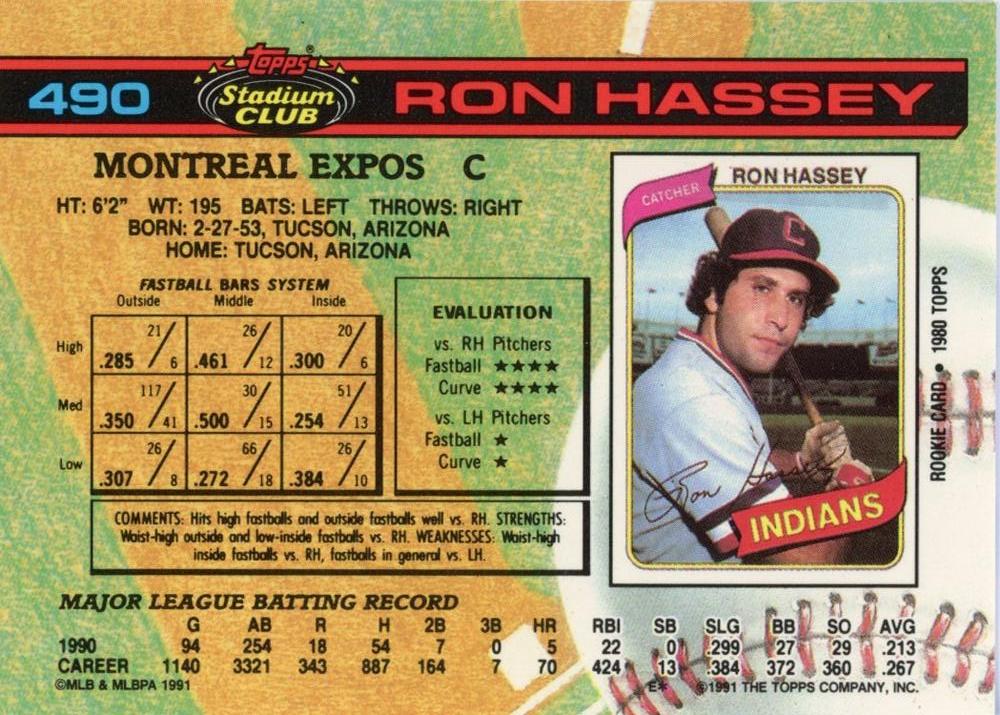 490
Topps®
Stadium
CLUB
RON HASSEY
MONTREAL EXPOS C
HT: 6'2" WT: 195 BATS: LEFT THROWS: RIGHT
BORN: 2-27-53, TUCSON, ARIZONA
HOME: TUCSON, ARIZONA
FASTBALL BARS SYSTEM
Outside Middle Inside
High .285 21/6 .461 26/12 .300 20/6
Med .350 117/41 .500 30/15 .254 51/13
Low .307 26/8 .272 66/18 .384 26/10
EVALUATION
vs. RH Pitchers
Fastball ★★★★
Curve ★★★★
vs. LH Pitchers
Fastball ★
Curve ★
COMMENTS: Hits high fastballs and outside fastballs well vs. RH. STRENGTHS:
Waist-high outside and low-inside fastballs vs. RH. WEAKNESSES: Waist-high
inside fastballs vs. RH, fastballs in general vs. LH.
CATCHER
RON HASSEY
C
Ron Hassey
INDIANS
ROOKIE CARD ● 1980 TOPPS
MAJOR LEAGUE BATTING RECORD
G AB R H 2B 3B HR RBI SB SLG BB SO AVG
1990 94 254 18 54 7 0 5 22 0 .299 27 29 .213
CAREER 1140 3321 343 887 164 7 70 424 13 .384 372 360 .267
©MLB & MLBPA 1991 E* ©1991 THE TOPPS COMPANY, INC.